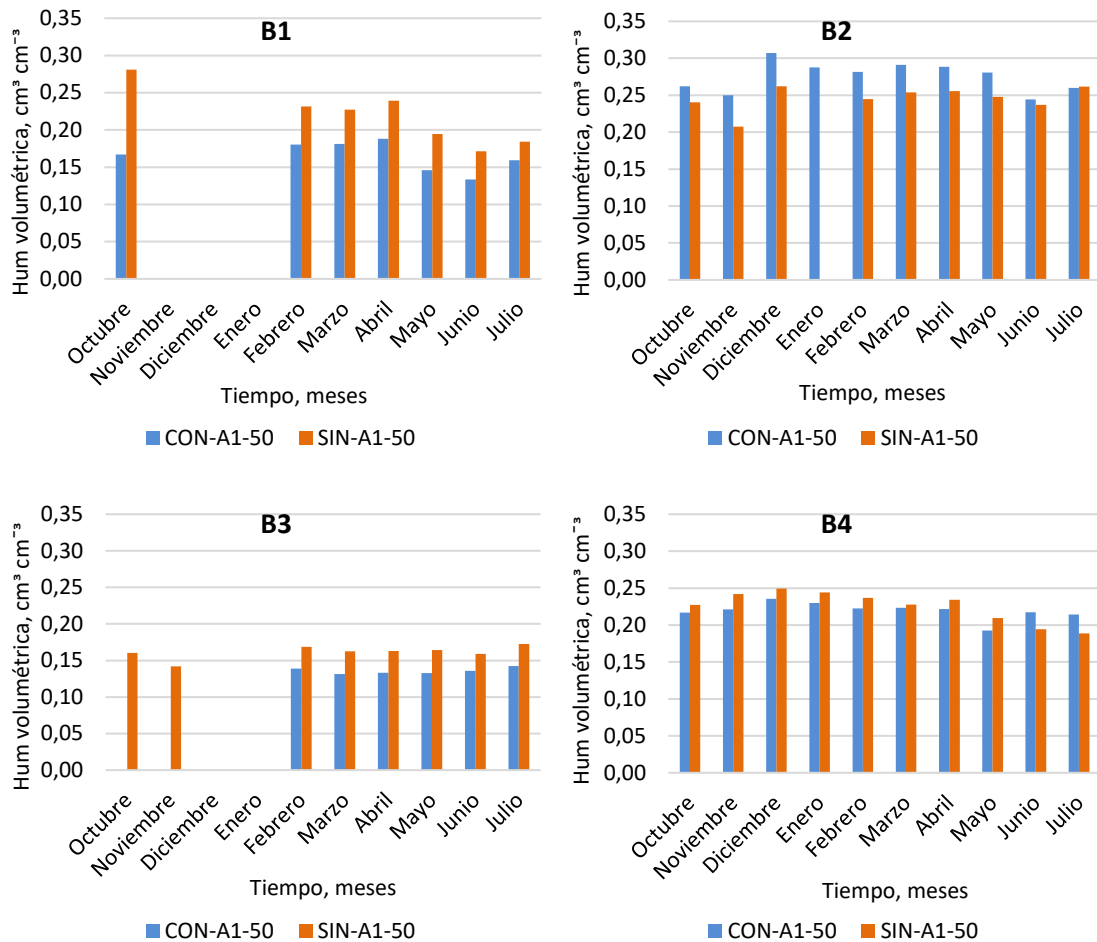 B1
0,35
0,30
0,25
0,20
0,15
0,10
0,05
0,00
Hum volumétrica, cm³ cm⁻³
Octubre
Noviembre
Diciembre
Enero
Febrero
Marzo
Abril
Mayo
Junio
Julio
Tiempo, meses
CON-A1-50 SIN-A1-50
B2
0,35
0,30
0,25
0,20
0,15
0,10
0,05
0,00
Hum volumétrica, cm³ cm⁻³
Octubre
Noviembre
Diciembre
Enero
Febrero
Marzo
Abril
Mayo
Junio
Julio
Tiempo, meses
CON-A1-50 SIN-A1-50
B3
0,35
0,30
0,25
0,20
0,15
0,10
0,05
0,00
Hum volumétrica, cm³ cm⁻³
Octubre
Noviembre
Diciembre
Enero
Febrero
Marzo
Abril
Mayo
Junio
Julio
Tiempo, meses
CON-A1-50 SIN-A1-50
B4
0,35
0,30
0,25
0,20
0,15
0,10
0,05
0,00
Hum volumétrica, cm³ cm⁻³
Octubre
Noviembre
Diciembre
Enero
Febrero
Marzo
Abril
Mayo
Junio
Julio
Tiempo, meses
CON-A1-50 SIN-A1-50